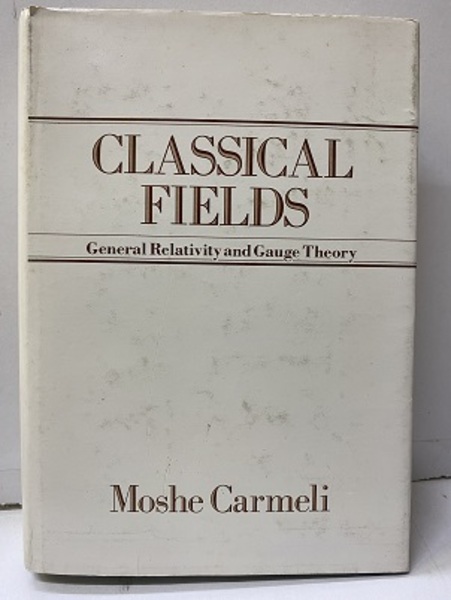 CLASSICAL
FIELDS
General Relativity and Gauge Theory
Moshe Carmeli